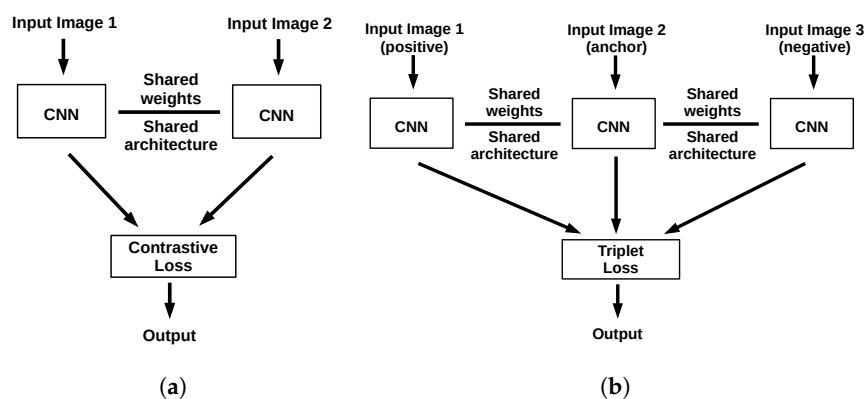 Input Image 1
Input Image 2
CNN
Shared
weights
Shared
architecture
CNN
Contrastive
Loss
Output
(a)
Input Image 1
(positive)
Input Image 2
(anchor)
Input Image 3
(negative)
CNN
Shared
weights
Shared
architecture
CNN
Shared
weights
Shared
architecture
CNN
Triplet
Loss
Output
(b)